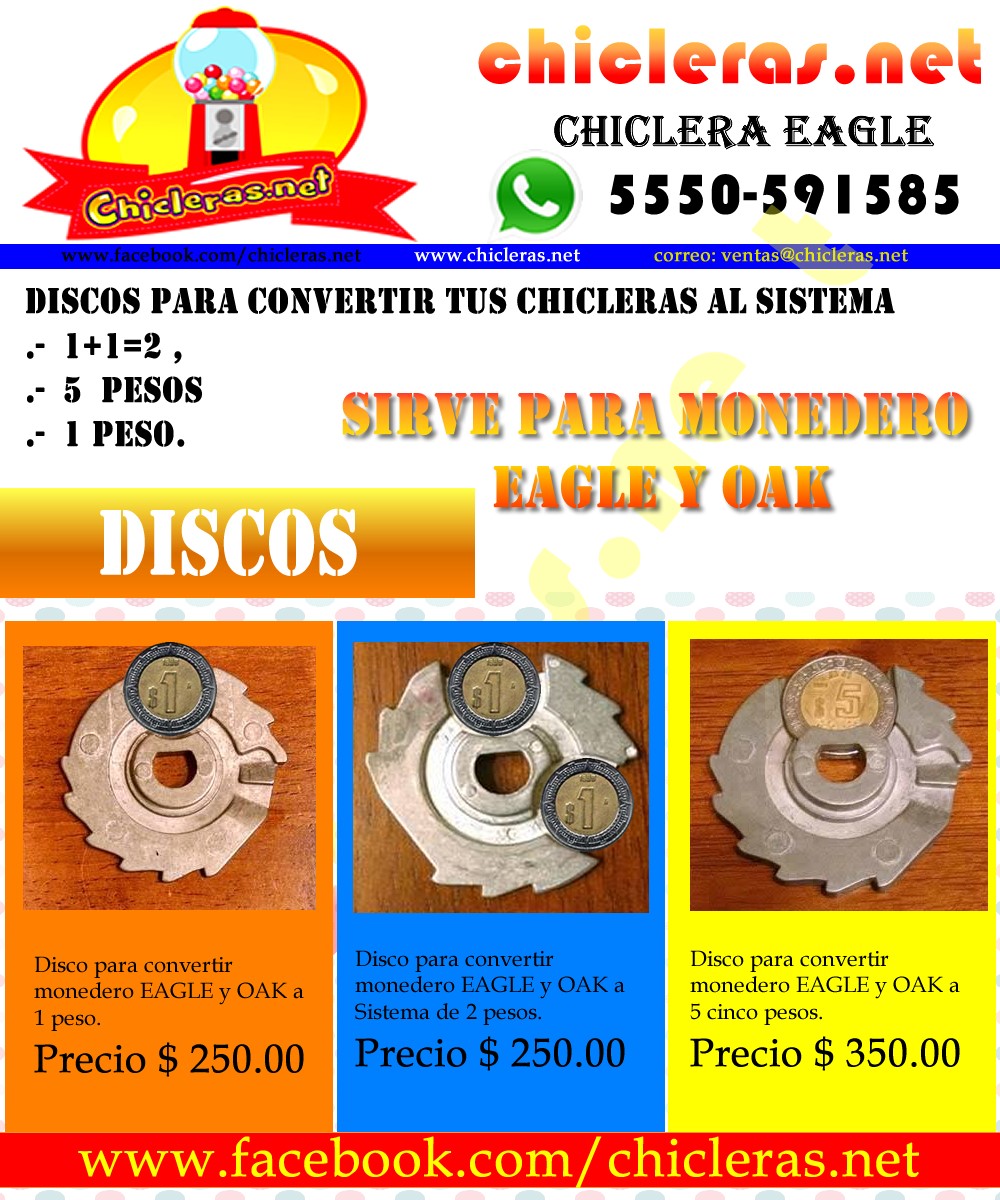 chicleras.net
CHICLERA EAGLE
5550-591585
Chicleras.net
www.facebook.com/chicleras.net www.chicleras.net correo: ventas@chicleras.net
DISCOS PARA CONVERTIR TUS CHICLERAS AL SISTEMA
.- 1+1=2 ,
.- 5 PESOS
.- 1 PESO.
SIRVE PARA MONEDERO
EAGLE Y OAK
DISCOS
$1
$1
$1
$5
Disco para convertir
monedero EAGLE y OAK a
1 peso.
Precio $ 250.00
Disco para convertir
monedero EAGLE y OAK a
Sistema de 2 pesos.
Precio $ 250.00
Disco para convertir
monedero EAGLE y OAK a
5 cinco pesos.
Precio $ 350.00
www.facebook.com/chicleras.net